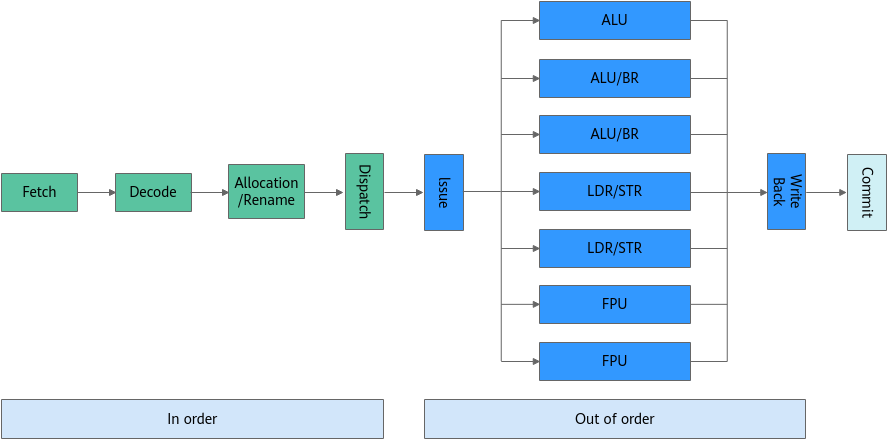 Fetch
Decode
Allocation
/Rename
Dispatch
Issue
ALU
ALU/BR
ALU/BR
LDR/STR
LDR/STR
FPU
FPU
Write
Back
Commit
In order
Out of order